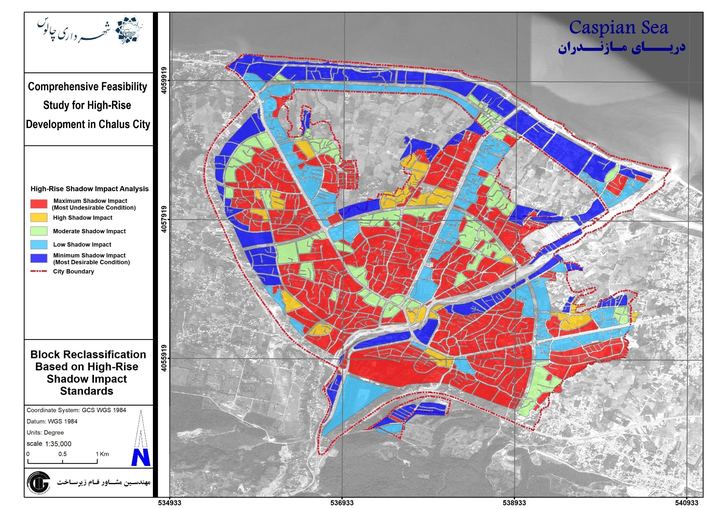 شهرداری چالوس
Comprehensive Feasibility
Study for High-Rise
Development in Chalus City
High-Rise Shadow Impact Analysis
Maximum Shadow Impact
(Most Undesirable Condition)
High Shadow Impact
Moderate Shadow Impact
Low Shadow Impact
Minimum Shadow Impact
(Most Desirable Condition)
City Boundary
Block Reclassification
Based on High-Rise
Shadow Impact
Standards
Coordinate System: GCS WGS 1984
Datum: WGS 1984
Units: Degree
scale 1:35,000
0 0.5 1 Km
N
مهندسین مشاور فام زیرساخت
Caspian Sea
دریای مازندران
4059919
4057919
4055919
534933 536933 538933 540933